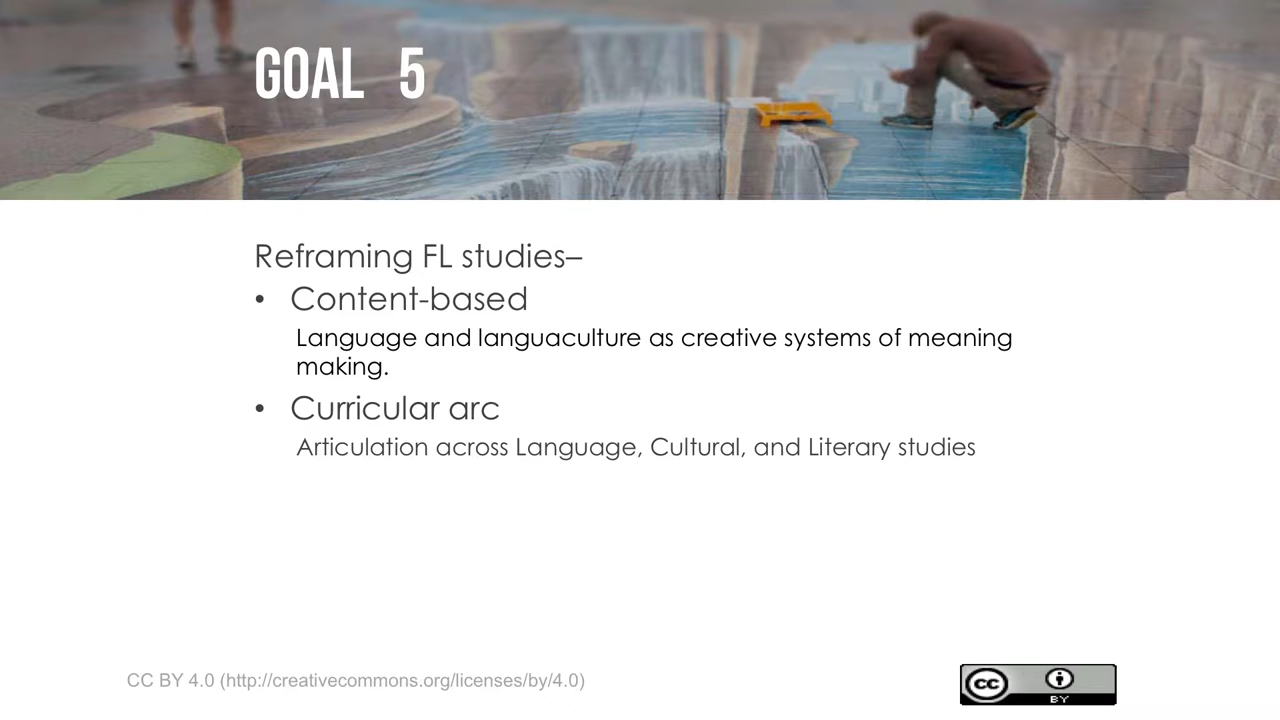 GOAL 5
Reframing FL studies–
• Content-based
Language and languaculture as creative systems of meaning
making.
• Curricular arc
Articulation across Language, Cultural, and Literary studies
CC BY 4.0 (http://creativecommons.org/licenses/by/4.0)
cc
BY